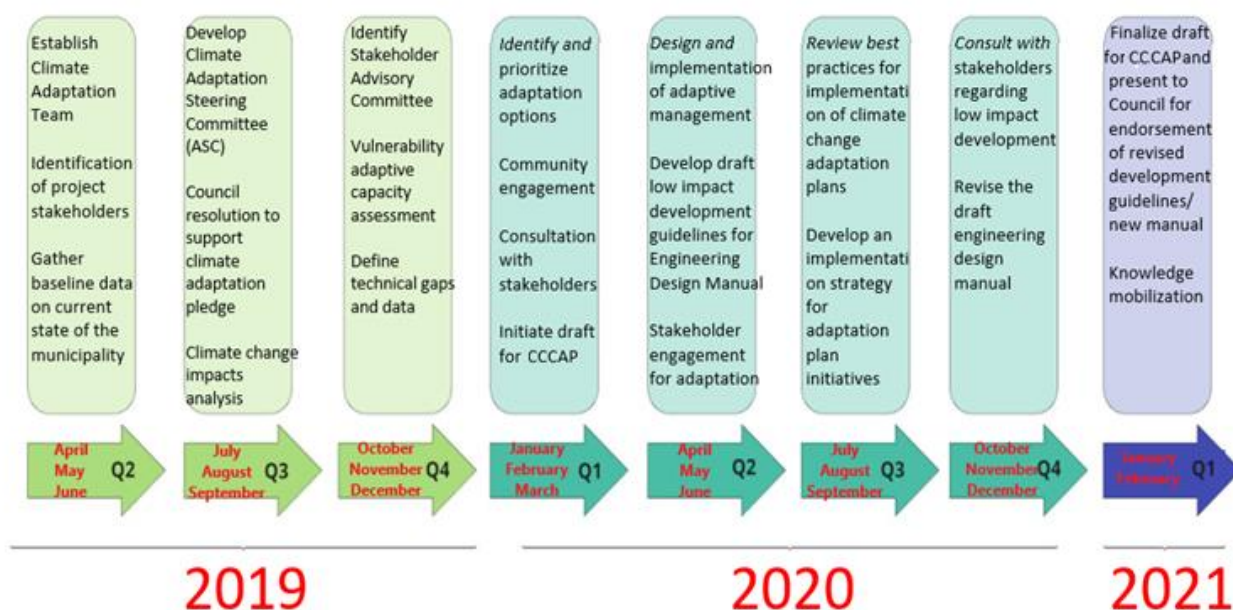 Establish
Climate
Adaptation
Team
Identification
of project
stakeholders
Gather
baseline data
on current
state of the
municipality
Develop
Climate
Adaptation
Steering
Committee
(ASC)
Council
resolution to
support
climate
adaptation
pledge
Climate change
impacts
analysis
Identify
Stakeholder
Advisory
Committee
Vulnerability
adaptive
capacity
assessment
Define
technical gaps
and data
Identify and
prioritize
adaptation
options
Community
engagement
Consultation
with
stakeholders
Initiate draft
for CCCAP
Design and
implementation
of adaptive
management
Develop draft
low impact
development
guidelines for
Engineering
Design Manual
Stakeholder
engagement
for adaptation
Review best
practices for
implementati
on of climate
change
adaptation
plans
Develop an
implementati
on strategy
for
adaptation
plan
initiatives
Consult with
stakeholders
regarding
low impact
development
Revise the
draft
engineering
design
manual
Finalize draft
for CCCAPand
present to
Council for
endorsement
of revised
development
guidelines/
new manual
Knowledge
mobilization
April
May
June
Q2
July
August
September
Q3
October
November
December
Q4
January
February
March
Q1
April
May
June
Q2
July
August
September
Q3
October
November
December
Q4
January
February
Q1
2019
2020
2021